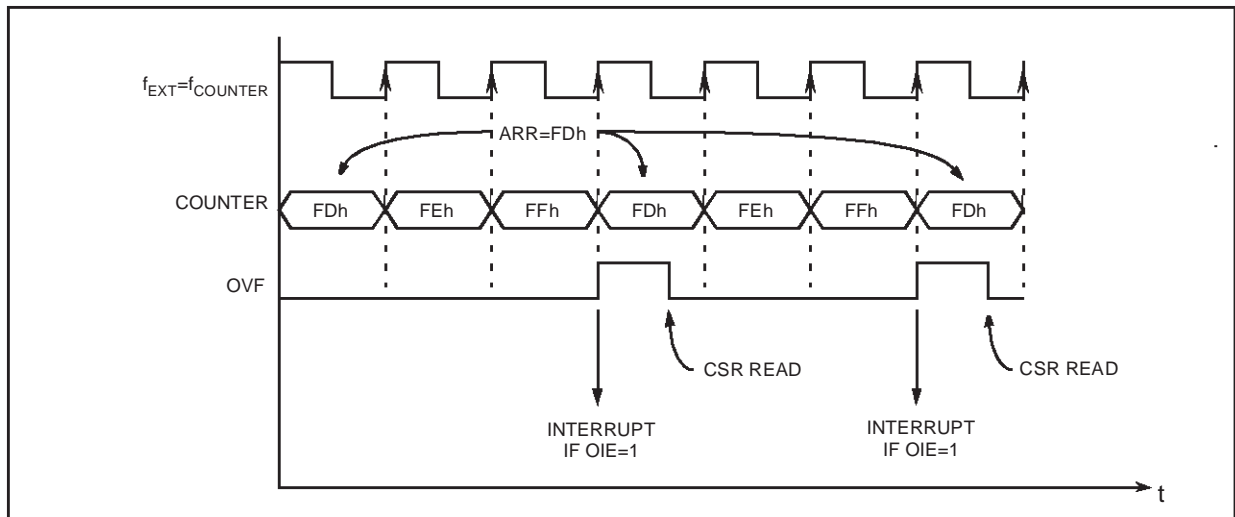 fEXT=fCOUNTER
ARR=FDh
COUNTER
FDh
FEh
FFh
FDh
FEh
FFh
FDh
OVF
CSR READ
CSR READ
INTERRUPT
IF OIE=1
INTERRUPT
IF OIE=1
t